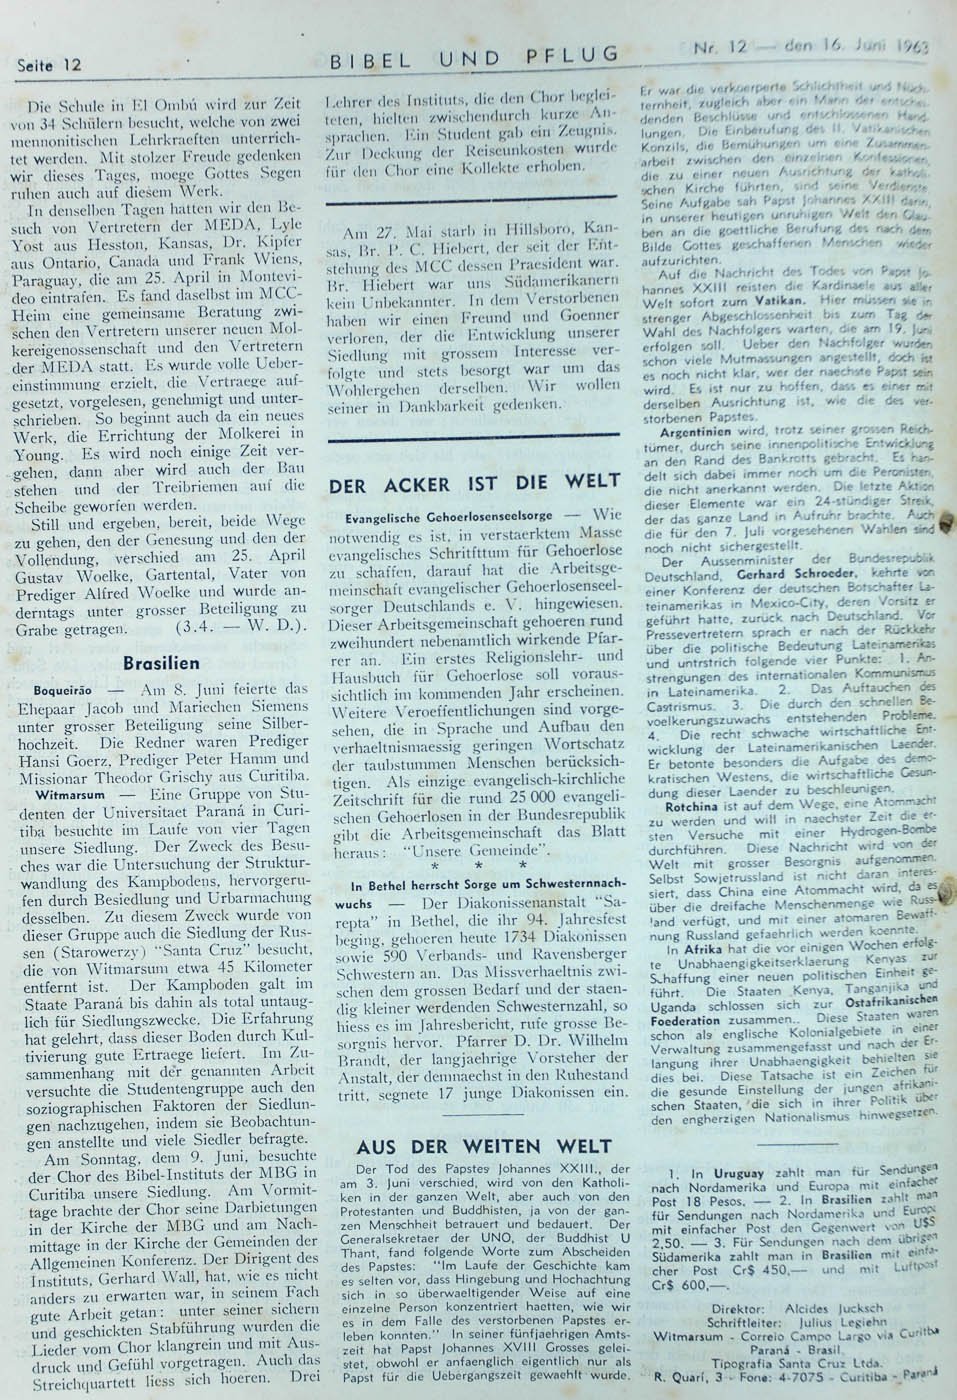 Seite 12
BIBEL UND PFLUG
Nr. 12 — den 16. Juni 1963
Die Schule in El Ombú wird zur Zeit
von 34 Schülern besucht, welche von zwei
mennonitischen Lehrkraeften unterrich-
tet werden. Mit stolzer Freude gedenken
wir dieses Tages, moege Gottes Segen
ruhen auch auf diesem Werk.
In denselben Tagen hatten wir den Be-
such von Vertretern der MEDA, Lyle
Yost aus Hesston, Kansas, Dr. Kipfer
aus Ontario, Canada und Frank Wiens,
Paraguay, die am 25. April in Montevi-
deo eintrafen. Es fand daselbst im MCC-
Heim eine gemeinsame Beratung zwi-
schen den Vertretern unserer neuen Mol-
kereigenossenschaft und den Vertretern
der MEDA statt. Es wurde volle Ueber-
einstimmung erzielt, die Vertraege auf-
gesetzt, vorgelesen, genehmigt und unter-
schrieben. So beginnt auch da ein neues
Werk, die Errichtung der Molkerei in
Young. Es wird noch einige Zeit ver-
gehen, dann aber wird auch der Bau
stehen und der Treibriemen auf die
Scheibe geworfen werden.
Still und ergeben, bereit, beide Wege
zu gehen, den der Genesung und den der
Vollendung, verschied am 25. April
Gustav Woelke, Gartental, Vater von
Prediger Alfred Woelke und wurde an-
derntags unter grosser Beteiligung zu
Grabe getragen. (3.4. — W. D.).
Brasilien
Boqueirão — Am 8. Juni feierte das
Ehepaar Jacob und Mariechen Siemens
unter grosser Beteiligung seine Silber-
hochzeit. Die Redner waren Prediger
Hansi Goerz, Prediger Peter Hamm und
Missionar Theodor Grischy aus Curitiba.
Witmarsum — Eine Gruppe von Stu-
denten der Universitaet Paraná in Curi-
tiba besuchte im Laufe von vier Tagen
unsere Siedlung. Der Zweck des Besu-
ches war die Untersuchung der Struktur-
wandlung des Kampbodens, hervorgeru-
fen durch Besiedlung und Urbarmachung
desselben. Zu diesem Zweck wurde von
dieser Gruppe auch die Siedlung der Rus-
sen (Starowerzy) "Santa Cruz" besucht,
die von Witmarsum etwa 45 Kilometer
entfernt ist. Der Kampboden galt im
Staate Paraná bis dahin als total untaug-
lich für Siedlungszwecke. Die Erfahrung
hat gelehrt, dass dieser Boden durch Kul-
tivierung gute Ertraege liefert. Im Zu-
sammenhang mit der genannten Arbeit
versuchte die Studentengruppe auch den
soziographischen Faktoren der Siedlun-
gen nachzugehen, indem sie Beobachtun-
gen anstellte und viele Siedler befragte.
Am Sonntag, dem 9. Juni, besuchte
der Chor des Bibel-Instituts der MBG in
Curitiba unsere Siedlung. Am Vormit-
tage brachte der Chor seine Darbietungen
in der Kirche der MBG und am Nach-
mittage in der Kirche der Gemeinden der
Allgemeinen Konferenz. Der Dirigent des
Instituts, Gerhard Wall, hat, wie es nicht
anders zu erwarten war, in seinem Fach
gute Arbeit getan: unter seiner sichern
und geschickten Stabführung wurden die
Lieder vom Chor klangrein und mit Aus-
druck und Gefühl vorgetragen. Auch das
Streichquartett liess sich hoeren. Drei
Lehrer des Instituts, die den Chor beglei-
teten, hielten zwischendurch kurze An-
sprachen. Ein Student gab ein Zeugnis.
Zur Deckung der Reiseunkosten wurde
für den Chor eine Kollekte erhoben.
Am 27. Mai starb in Hillsboro, Kan-
sas, Br. P. C. Hiebert, der seit der Ent-
stehung des MCC dessen Praesident war.
Br. Hiebert war uns Südamerikanern
kein Unbekannter. In dem Verstorbenen
haben wir einen Freund und Goenner
verloren, der die Entwicklung unserer
Siedlung mit grossem Interesse ver-
folgte und stets besorgt war um das
Wohlergehen derselben. Wir wollen
seiner in Dankbarkeit gedenken.
DER ACKER IST DIE WELT
Evangelische Gehoerlosenseelsorge — Wie
notwendig es ist, in verstaerktem Masse
evangelisches Schrifttum für Gehoerlose
zu schaffen, darauf hat die Arbeitsge-
meinschaft evangelischer Gehoerlosenseel-
sorger Deutschlands e. V. hingewiesen.
Dieser Arbeitsgemeinschaft gehoeren rund
zweihundert nebenamtlich wirkende Pfar-
rer an. Ein erstes Religionslehr- und
Hausbuch für Gehoerlose soll voraus-
sichtlich im kommenden Jahr erscheinen.
Weitere Veroeffentlichungen sind vorge-
sehen, die in Sprache und Aufbau den
verhaeltnismaessig geringen Wortschatz
der taubstummen Menschen berücksich-
tigen. Als einzige evangelisch-kirchliche
Zeitschrift für die rund 25 000 evangeli-
schen Gehoerlosen in der Bundesrepublik
gibt die Arbeitsgemeinschaft das Blatt
heraus: "Unsere Gemeinde".
* * *
In Bethel herrscht Sorge um Schwesternnach-
wuchs — Der Diakonissenanstalt "Sa-
repta" in Bethel, die ihr 94. Jahresfest
beging, gehoeren heute 1734 Diakonissen
sowie 590 Verbands- und Ravensberger
Schwestern an. Das Missverhaeltnis zwi-
schen dem grossen Bedarf und der staen-
dig kleiner werdenden Schwesternzahl, so
hiess es im Jahresbericht, rufe grosse Be-
sorgnis hervor. Pfarrer D. Dr. Wilhelm
Brandt, der langjaehrige Vorsteher der
Anstalt, der demnaechst in den Ruhestand
tritt, segnete 17 junge Diakonissen ein.
AUS DER WEITEN WELT
Der Tod des Papstes Johannes XXIII., der
am 3. Juni verschied, wird von den Katholi-
ken in der ganzen Welt, aber auch von den
Protestanten und Buddhisten, ja von der gan-
zen Menschheit betrauert und bedauert. Der
Generalsekretaer der UNO, der Buddhist U
Thant, fand folgende Worte zum Abscheiden
des Papstes: "Im Laufe der Geschichte kam
es selten vor, dass Hingebung und Hochachtung
sich in so überwaeltigender Weise auf eine
einzelne Person konzentriert haetten, wie wir
es in dem Falle des verstorbenen Papstes er-
leben konnten." In seiner fünfjaehrigen Amts-
zeit hat Papst Johannes XVIII Grosses gelei-
stet, obwohl er anfaenglich eigentlich nur als
Papst für die Uebergangszeit gewaehlt wurde.
Er war die verkoerperte Schlichtheit und Nüch-
ternheit, zugleich aber ein Mann der entschei-
denden Beschlüsse und entschlossenen Hand-
lungen. Die Einberufung des II. Vatikanischen
Konzils, die Bemühungen um eine Zusammen-
arbeit zwischen den einzelnen Konfessionen,
die zu einer neuen Ausrichtung der katholi-
schen Kirche führten, sind seine Verdienste.
Seine Aufgabe sah Papst Johannes XXIII darin,
in unserer heutigen unruhigen Welt den Glau-
ben an die goettliche Berufung des nach dem
Bilde Gottes geschaffenen Menschen wieder
aufzurichten.
Auf die Nachricht des Todes von Papst Jo-
hannes XXIII reisten die Kardinaele aus aller
Welt sofort zum Vatikan. Hier müssen sie in
strenger Abgeschlossenheit bis zum Tag der
Wahl des Nachfolgers warten, die am 19. Juni
erfolgen soll. Ueber den Nachfolger wurden
schon viele Mutmassungen angestellt, doch ist
es noch nicht klar, wer der naechste Papst sein
wird. Es ist nur zu hoffen, dass es einer mit
derselben Ausrichtung ist, wie die des ver-
storbenen Papstes.
Argentinien wird, trotz seiner grossen Reich-
tümer, durch seine innenpolitische Entwicklung
an den Rand des Bankrotts gebracht. Es han-
delt sich dabei immer noch um die Peronisten,
die nicht anerkannt werden. Die letzte Aktion
dieser Elemente war ein 24-stündiger Streik,
der das ganze Land in Aufruhr brachte. Auch
die für den 7. Juli vorgesehenen Wahlen sind
noch nicht sichergestellt.
Der Aussenminister der Bundesrepublik
Deutschland, Gerhard Schroeder, kehrte von
einer Konferenz der deutschen Botschafter La-
teinamerikas in Mexico-City, deren Vorsitz er
geführt hatte, zurück nach Deutschland. Vor
Pressevertretern sprach er nach der Rückkehr
über die politische Bedeutung Lateinamerikas
und untrstrich folgende vier Punkte: 1. An-
strengungen des internationalen Kommunismus
in Lateinamerika. 2. Das Auftauchen des
Castrismus. 3. Die durch den schnellen Be-
voelkerungszuwachs entstehenden Probleme.
4. Die recht schwache wirtschaftliche Ent-
wicklung der Lateinamerikanischen Laender.
Er betonte besonders die Aufgabe des demo-
kratischen Westens, die wirtschaftliche Gesun-
dung dieser Laender zu beschleunigen.
Rotchina ist auf dem Wege, eine Atommacht
zu werden und will in naechster Zeit die er-
sten Versuche mit einer Hydrogen-Bombe
durchführen. Diese Nachricht wird von der
Welt mit grosser Besorgnis aufgenommen.
Selbst Sowjetrussland ist nicht daran interes-
siert, dass China eine Atommacht wird, da es
über die dreifache Menschenmenge wie Russ-
land verfügt, und mit einer atomaren Bewaff-
nung Russland gefaehrlich werden koennte.
In Afrika hat die vor einigen Wochen erfolg-
te Unabhaengigkeitserklaerung Kenyas zur
Schaffung einer neuen politischen Einheit ge-
führt. Die Staaten Kenya, Tanganjika und
Uganda schlossen sich zur Ostafrikanischen
Foederation zusammen.. Diese Staaten waren
schon als englische Kolonialgebiete in einer
Verwaltung zusammengefasst und nach der Er-
langung ihrer Unabhaengigkeit behielten sie
dies bei. Diese Tatsache ist ein Zeichen für
die gesunde Einstellung der jungen afrikani-
schen Staaten, die sich in ihrer Politik über
den engherzigen Nationalismus hinwegsetzen.
1. In Uruguay zahlt man für Sendungen
nach Nordamerika und Europa mit einfacher
Post 18 Pesos. — 2. In Brasilien zahlt man
für Sendungen nach Nordamerika und Europa
mit einfacher Post den Gegenwert von U$S
2,50. — 3. Für Sendungen nach dem übrigen
Südamerika zahlt man in Brasilien mit einfa-
cher Post Cr$ 450,— und mit Luftpost
Cr$ 600,—.
Direktor: Alcides Jucksch
Schriftleiter: Julius Legiehn
Witmarsum - Correio Campo Largo via Curitiba
Paraná - Brasil
Tipografia Santa Cruz Ltda.
R. Quarí, 3 - Fone: 4-7075 - Curitiba - Paraná